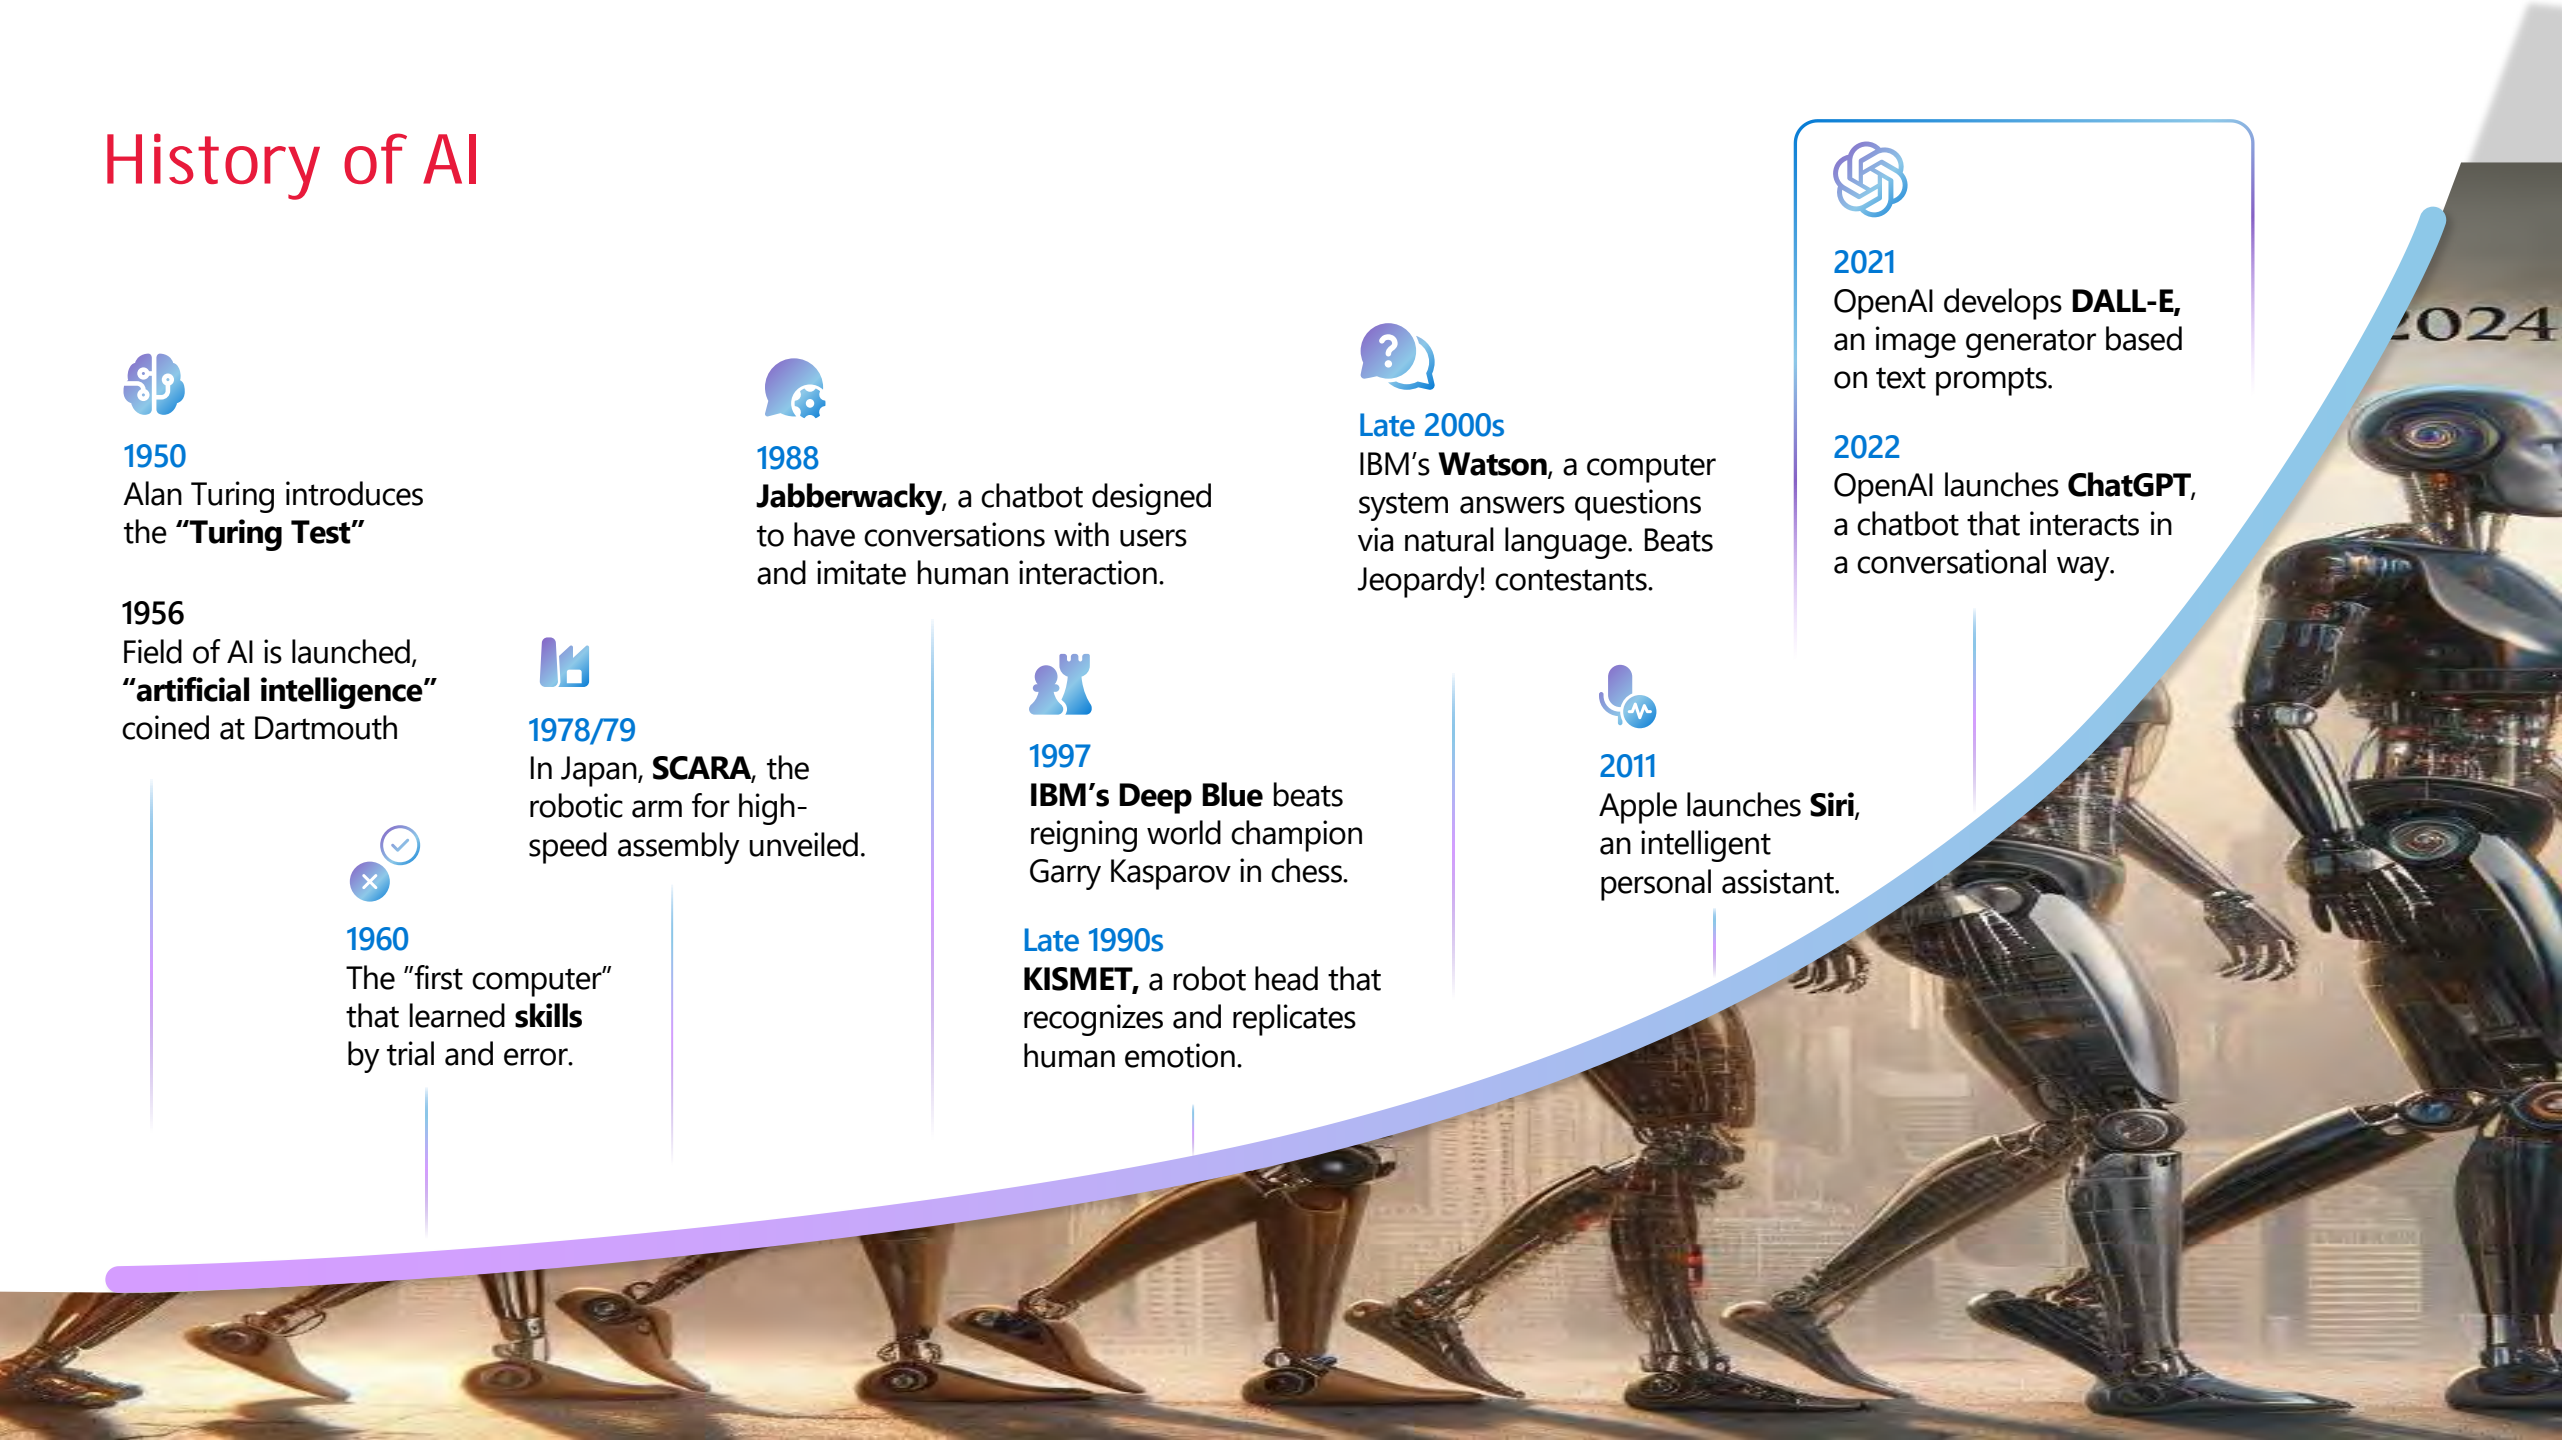 History of AI
1950
Alan Turing introduces
the “Turing Test”
1956
Field of AI is launched,
“artificial intelligence”
coined at Dartmouth
1960
The ”first computer”
that learned skills
by trial and error.
1978/79
In Japan, SCARA, the
robotic arm for high-
speed assembly unveiled.
1988
Jabberwacky, a chatbot designed
to have conversations with users
and imitate human interaction.
1997
IBM’s Deep Blue beats
reigning world champion
Garry Kasparov in chess.
Late 1990s
KISMET, a robot head that
recognizes and replicates
human emotion.
Late 2000s
IBM’s Watson, a computer
system answers questions
via natural language. Beats
Jeopardy! contestants.
2011
Apple launches Siri,
an intelligent
personal assistant.
2021
OpenAI develops DALL-E,
an image generator based
on text prompts.
2022
OpenAI launches ChatGPT,
a chatbot that interacts in
a conversational way.
2024